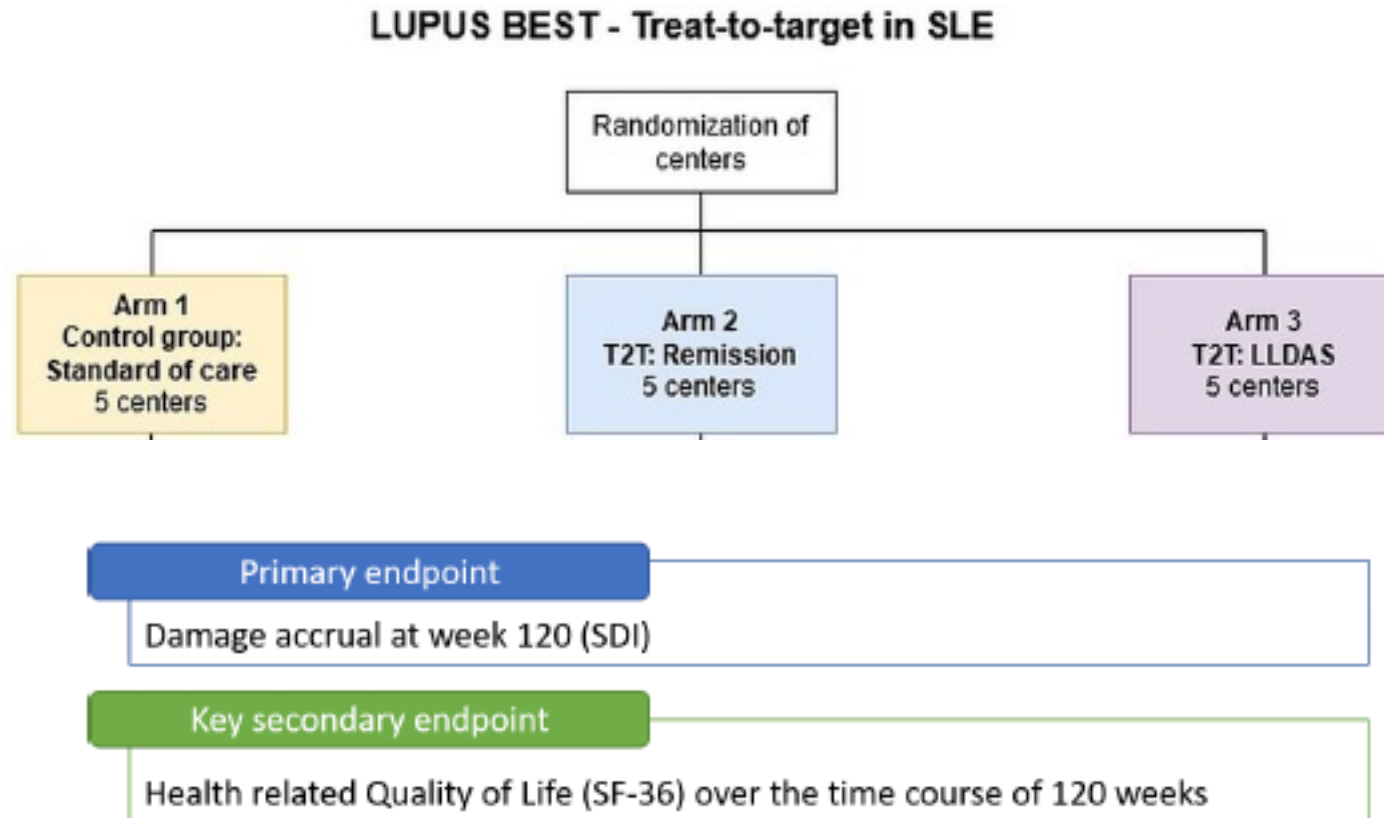 LUPUS BEST - Treat-to-target in SLE
Randomization of
centers
Arm 1
Control group:
Standard of care
5 centers
Arm 2
T2T: Remission
5 centers
Arm 3
T2T: LLDAS
5 centers
Primary endpoint
Damage accrual at week 120 (SDI)
Key secondary endpoint
Health related Quality of Life (SF-36) over the time course of 120 weeks